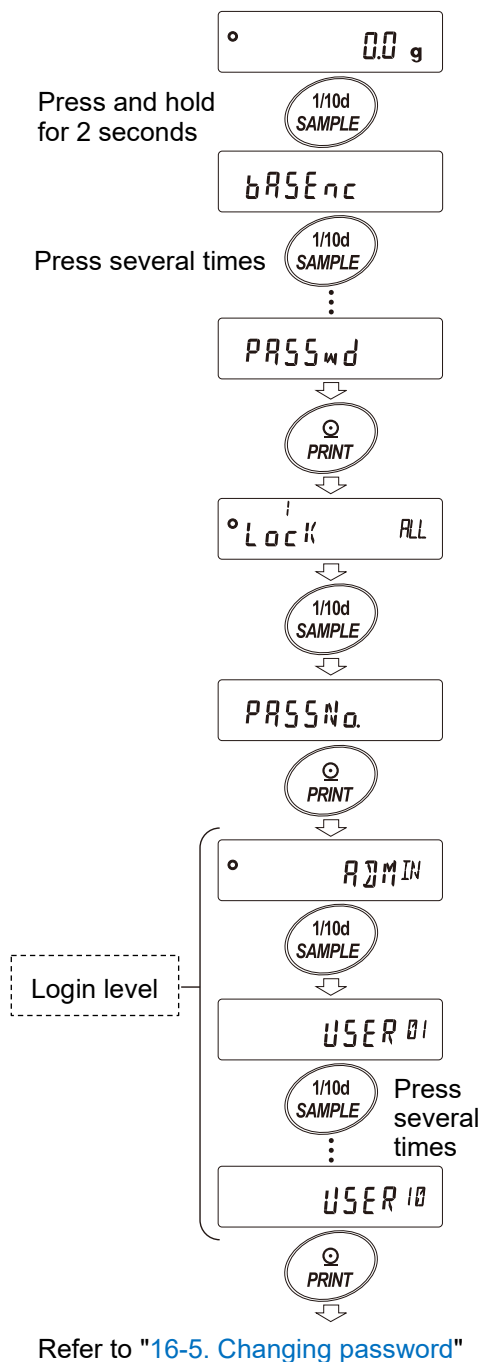 0.0 g
Press and hold
for 2 seconds
1/10d
SAMPLE
bASEnc
Press several times
1/10d
SAMPLE
PASSwd
PRINT
1
LocK ALL
1/10d
SAMPLE
PASSNo.
PRINT
ADMIN
1/10d
SAMPLE
Login level
USER 01
1/10d
SAMPLE
Press
several
times
USER 10
PRINT
Refer to "16-5. Changing password"